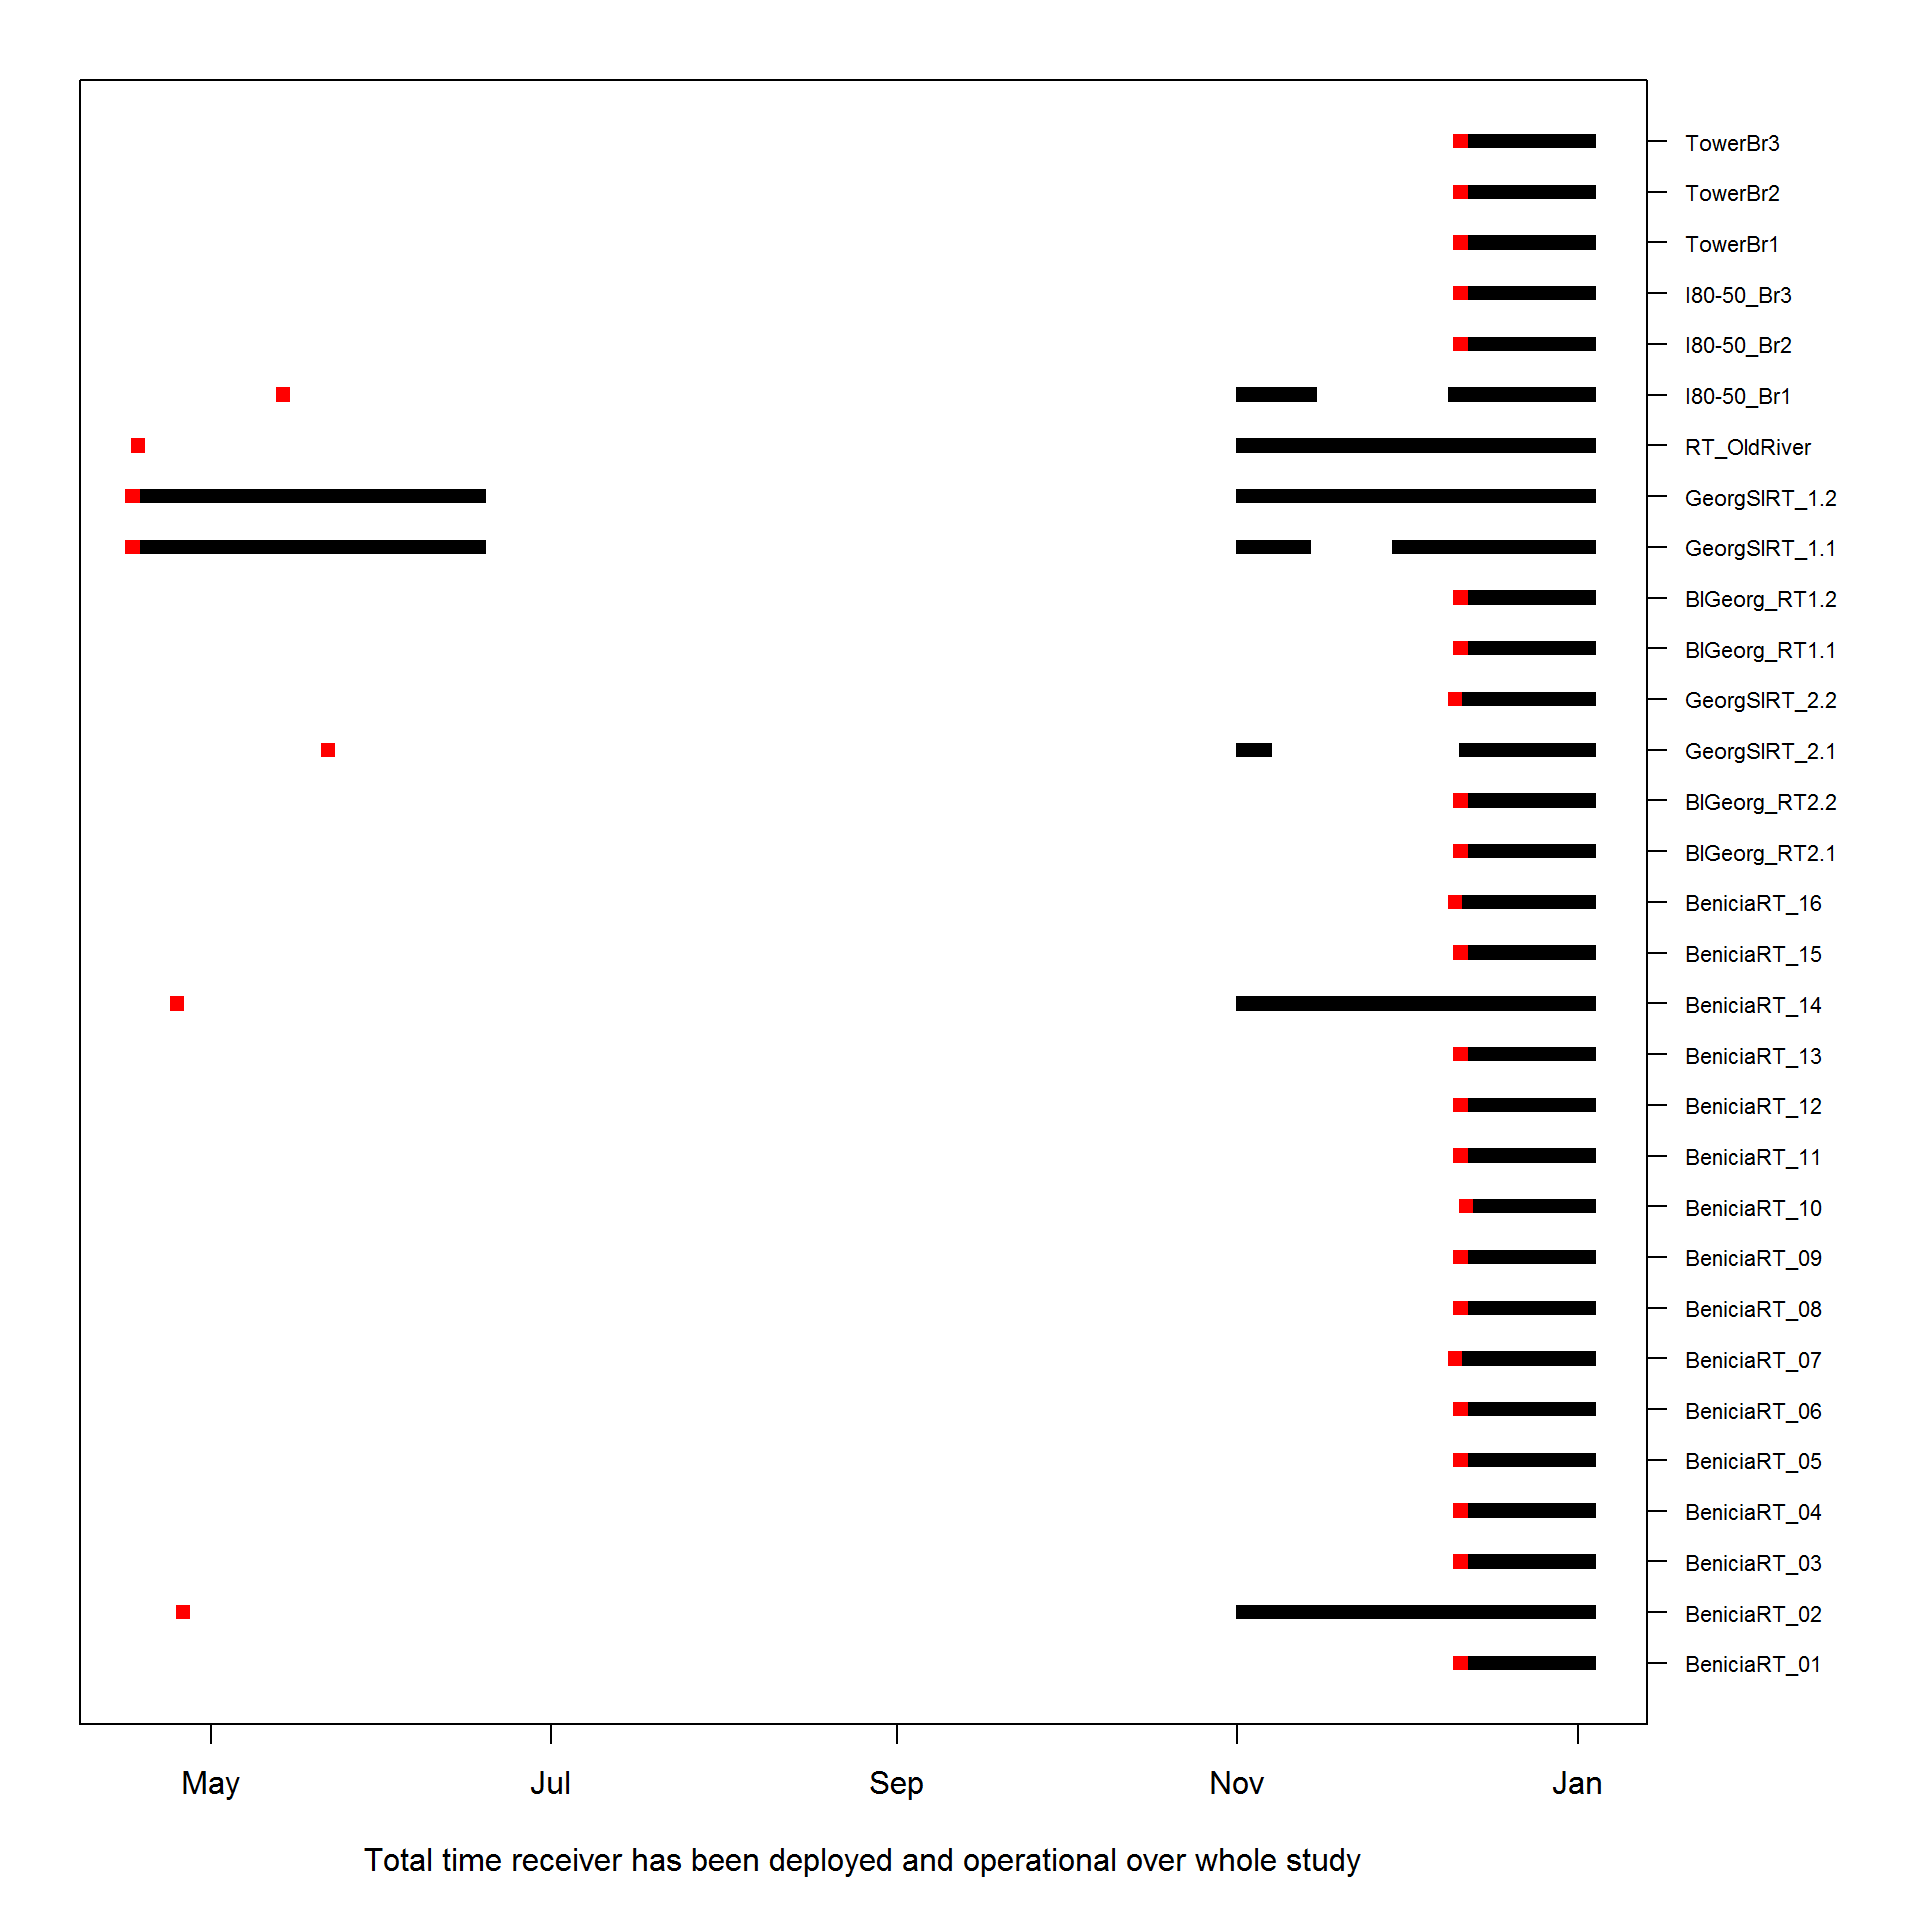 TowerBr3
TowerBr2
TowerBr1
I80-50_Br3
I80-50_Br2
I80-50_Br1
RT_OldRiver
GeorgSlRT_1.2
GeorgSlRT_1.1
BlGeorg_RT1.2
BlGeorg_RT1.1
GeorgSlRT_2.2
GeorgSlRT_2.1
BlGeorg_RT2.2
BlGeorg_RT2.1
BeniciaRT_16
BeniciaRT_15
BeniciaRT_14
BeniciaRT_13
BeniciaRT_12
BeniciaRT_11
BeniciaRT_10
BeniciaRT_09
BeniciaRT_08
BeniciaRT_07
BeniciaRT_06
BeniciaRT_05
BeniciaRT_04
BeniciaRT_03
BeniciaRT_02
BeniciaRT_01
May Jul Sep Nov Jan
Total time receiver has been deployed and operational over whole study